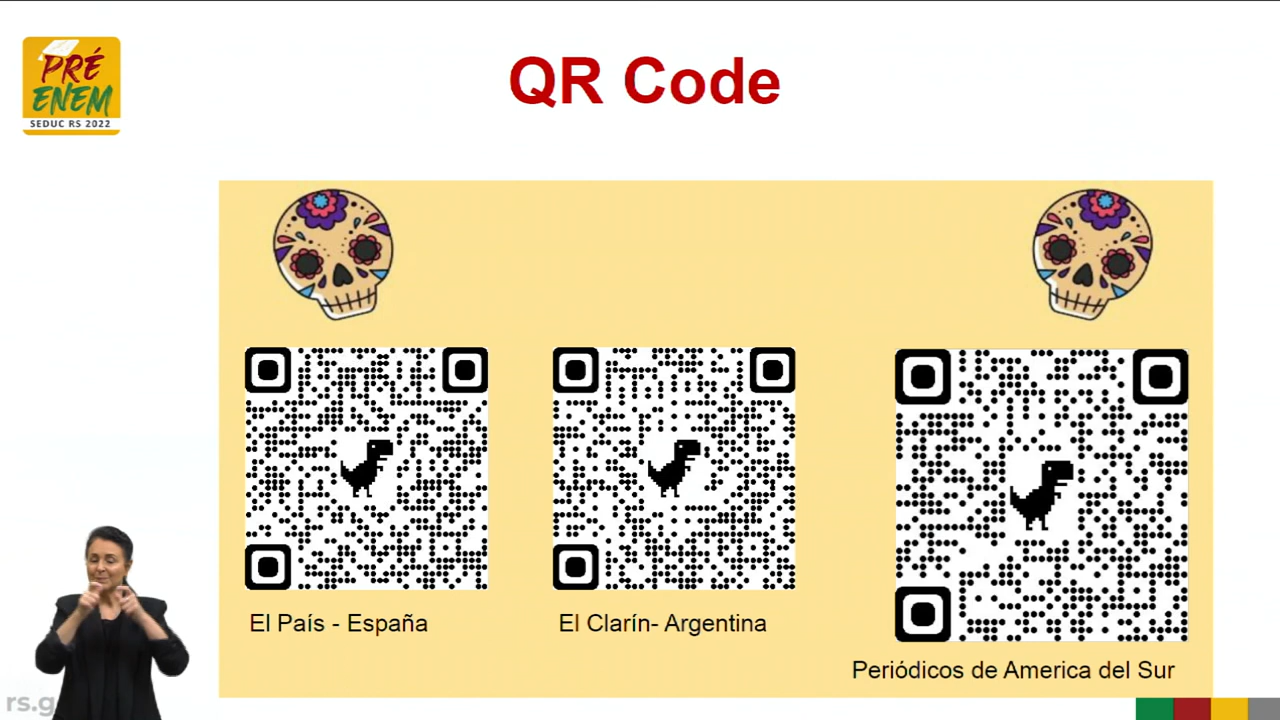 PRÉ
ENEM
SEDUC RS 2022
QR Code
El País - España
El Clarín- Argentina
Periódicos de America del Sur
rs.g